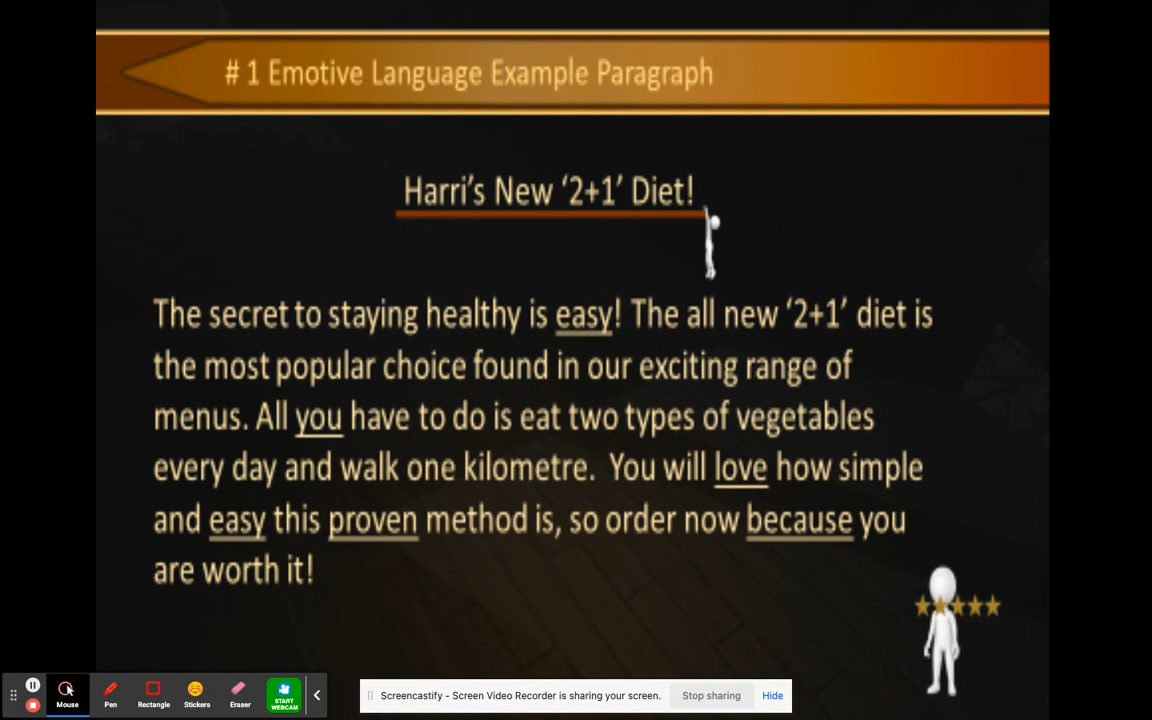 # 1 Emotive Language Example Paragraph
Harri's New '2+1' Diet!
The secret to staying healthy is easy! The all new '2+1' diet is
the most popular choice found in our exciting range of
menus. All you have to do is eat two types of vegetables
every day and walk one kilometre.  You will love how simple
and easy this proven method is, so order now because you
are worth it!
Mouse
Pen
Rectangle
Stickers
Eraser
START
WEBCAM
Screencastify - Screen Video Recorder is sharing your screen.
Stop sharing
Hide